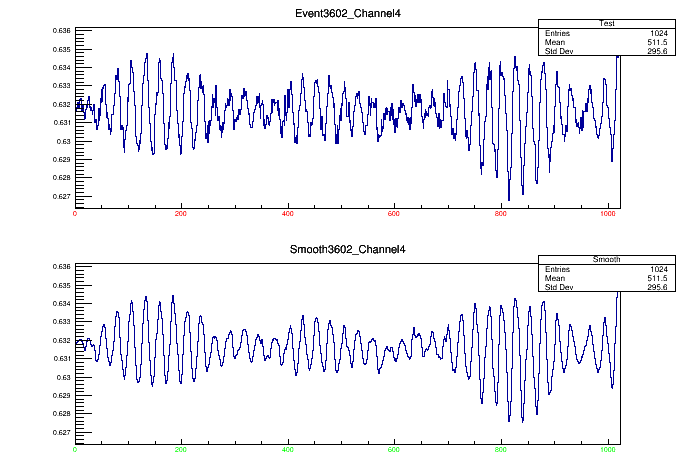 Event3602_Channel4
Test
Entries 1024
Mean 511.5
Std Dev 295.6
0.636
0.635
0.634
0.633
0.632
0.631
0.63
0.629
0.628
0.627
0 200 400 600 800 1000
Smooth3602_Channel4
Smooth
Entries 1024
Mean 511.5
Std Dev 295.6
0.636
0.635
0.634
0.633
0.632
0.631
0.63
0.629
0.628
0.627
0 200 400 600 800 1000